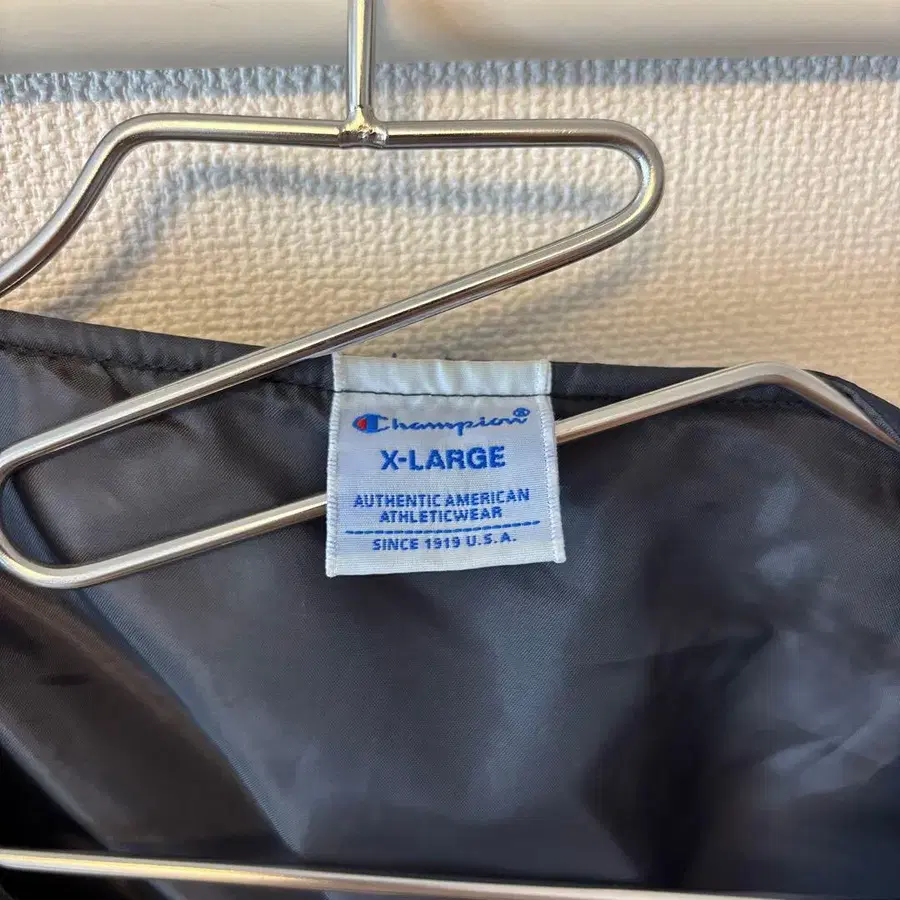 Champion®
X-LARGE
AUTHENTIC AMERICAN
ATHLETICWEAR
SINCE 1919 U.S.A.